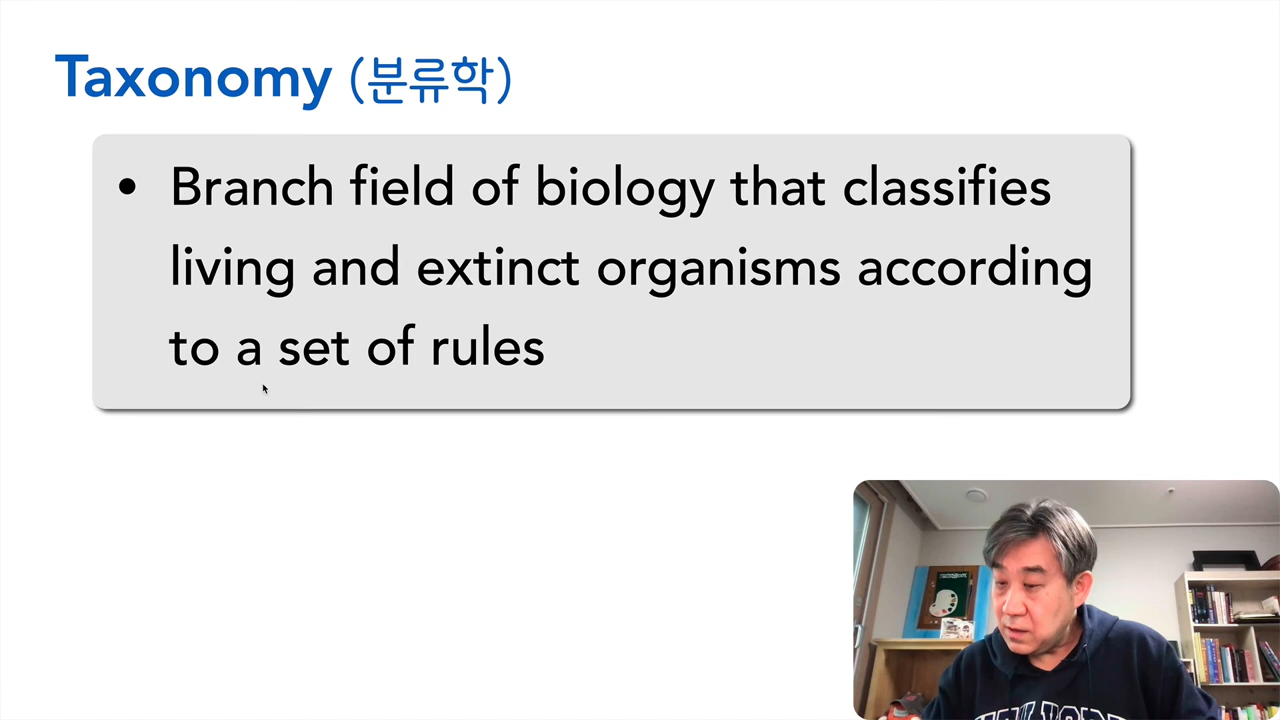 Taxonomy (분류학)
• Branch field of biology that classifies
living and extinct organisms according
to a set of rules